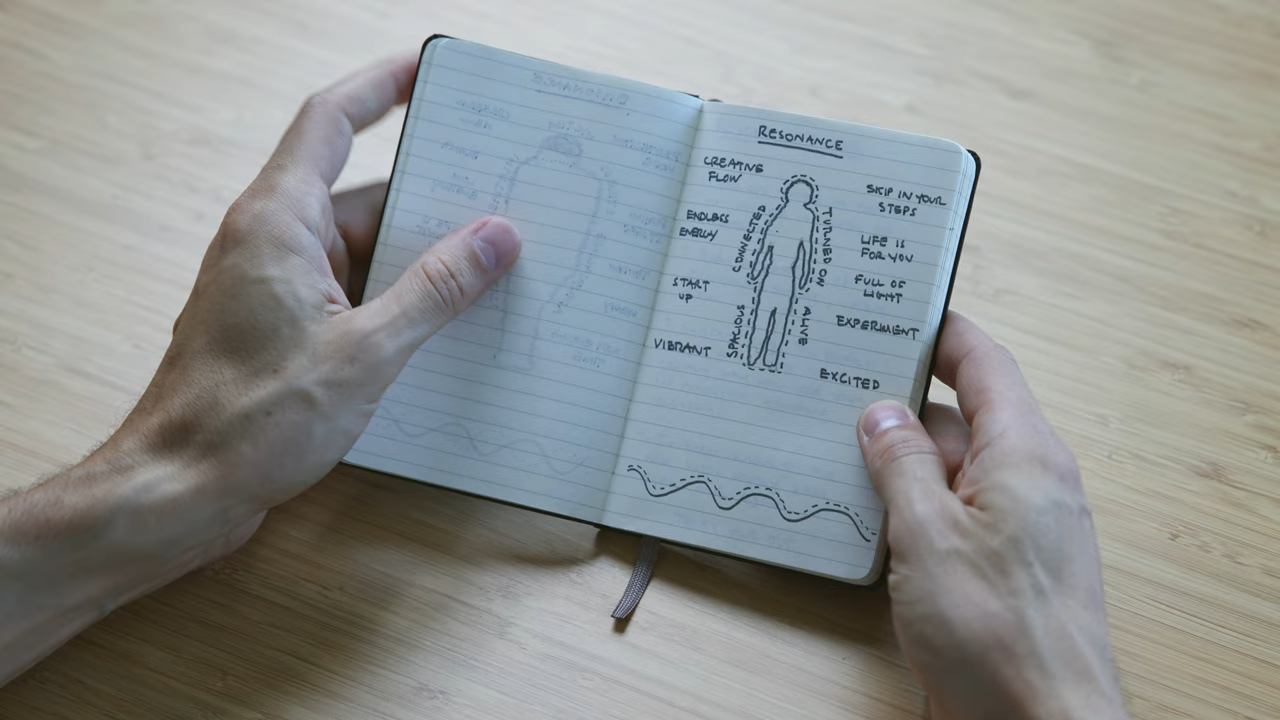 RESONANCE
CREATIVE
FLOW
SKIP IN YOUR
STEPS
ENDLESS
ENERGY
CONNECTED
TURNED ON
LIFE IS
FOR YOU
START
UP
FULL OF
LIGHT
SPACIOUS
ALIVE
EXPERIMENT
VIBRANT
EXCITED